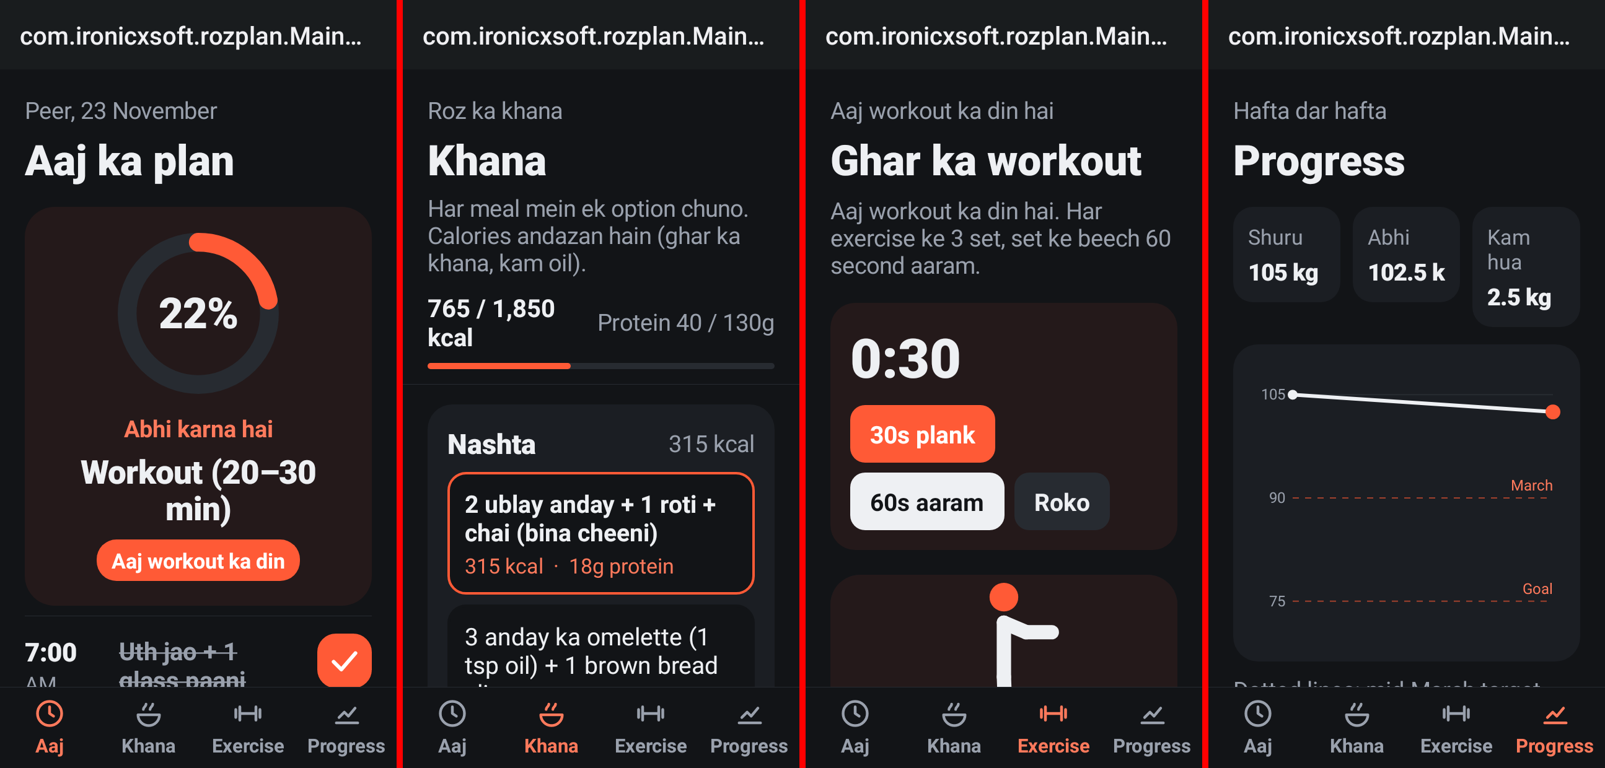 com.ironicxsoft.rozplan.Main...
Peer, 23 November
Aaj ka plan
22%
Abhi karna hai
Workout (20–30
min)
Aaj workout ka din
7:00
AM
Uth jao + 1
glass paani
Aaj
Khana
Exercise
Progress
com.ironicxsoft.rozplan.Main...
Roz ka khana
Khana
Har meal mein ek option chuno.
Calories andazan hain (ghar ka
khana, kam oil).
765 / 1,850
kcal
Protein 40 / 130g
Nashta
315 kcal
2 ublay anday + 1 roti +
chai (bina cheeni)
315 kcal · 18g protein
3 anday ka omelette (1
tsp oil) + 1 brown bread
Aaj
Khana
Exercise
Progress
com.ironicxsoft.rozplan.Main...
Aaj workout ka din hai
Ghar ka workout
Aaj workout ka din hai. Har
exercise ke 3 set, set ke beech 60
second aaram.
0:30
30s plank
60s aaram
Roko
Aaj
Khana
Exercise
Progress
com.ironicxsoft.rozplan.Main...
Hafta dar hafta
Progress
Shuru
105 kg
Abhi
102.5 k
Kam
hua
2.5 kg
105
March
90
Goal
75
Dotted lines: mid March target
Aaj
Khana
Exercise
Progress